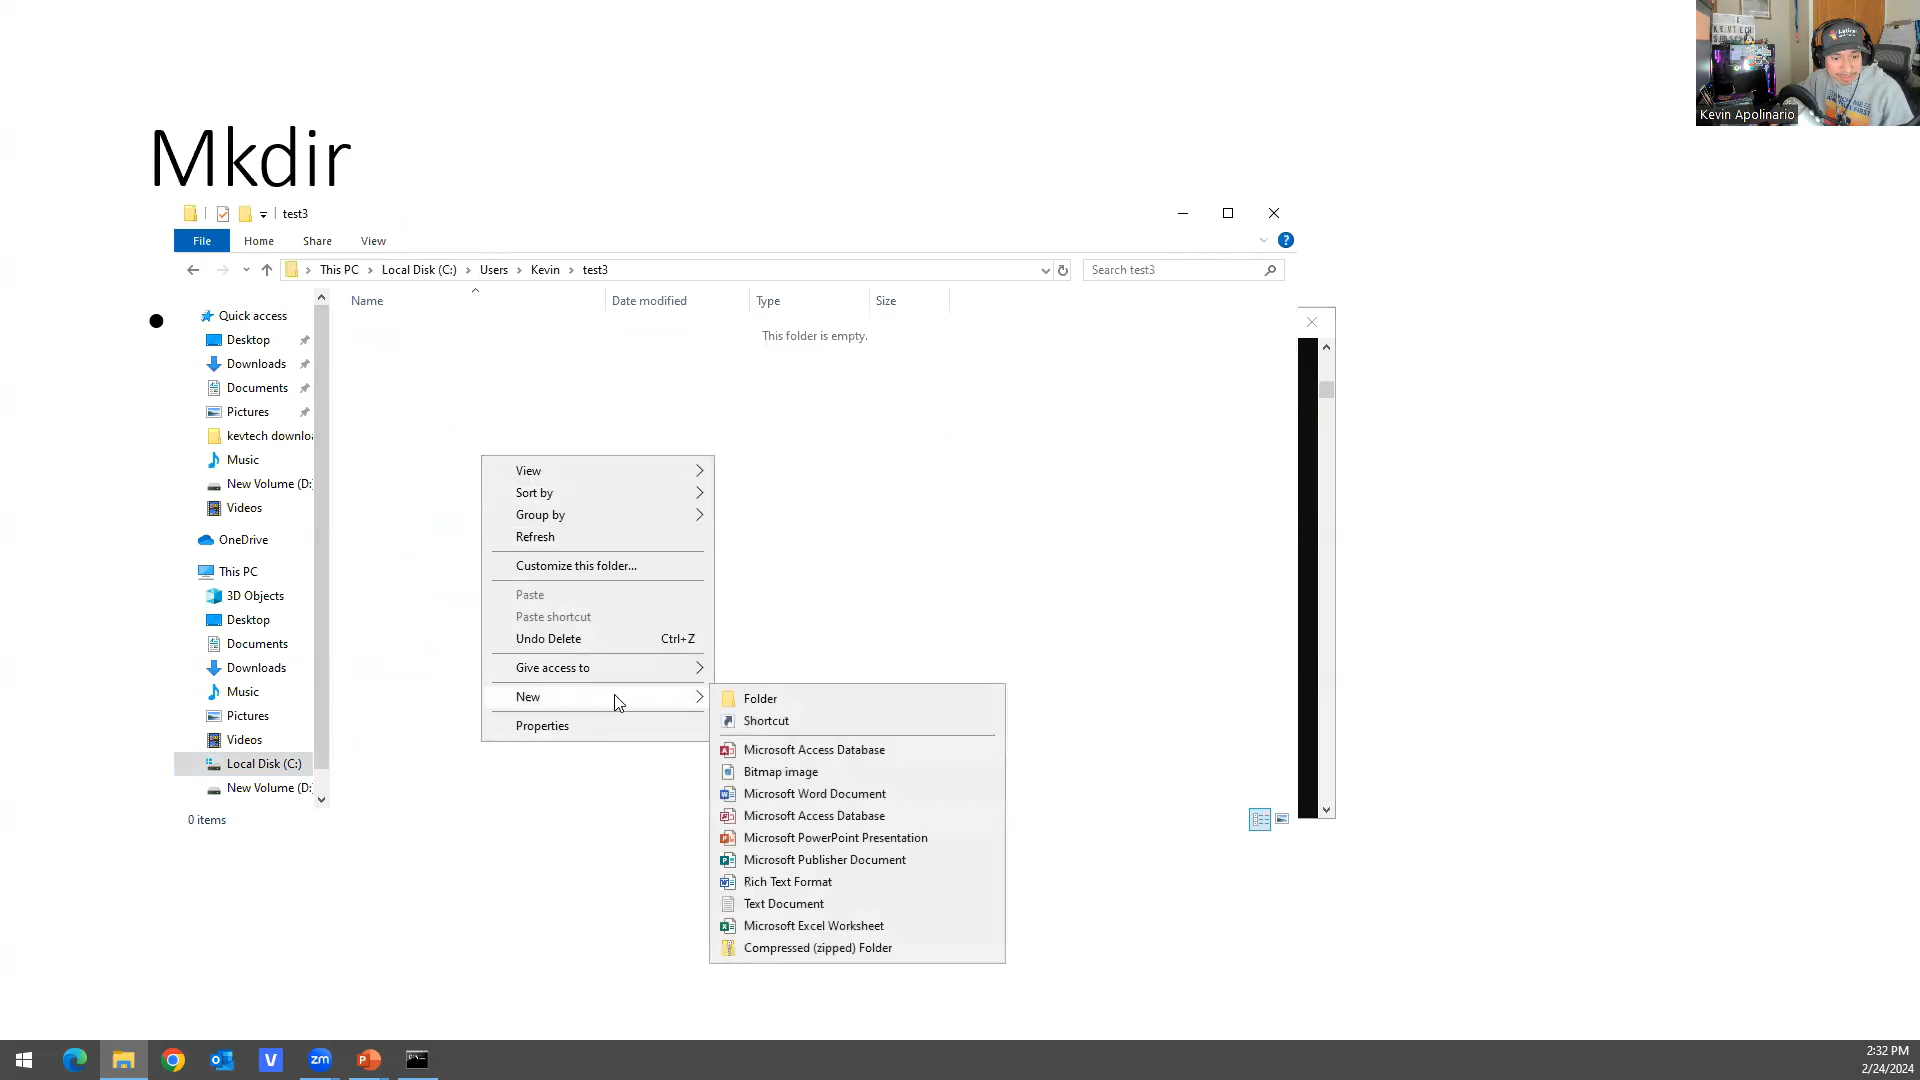 Kevin Apolinario
Mkdir
test3
File Home Share View
This PC Local Disk (C:) Users Kevin test3
Search test3
Name Date modified Type Size
This folder is empty.
Quick access
Desktop
Downloads
Documents
Pictures
kevtech downlo
Music
New Volume (D:
Videos
OneDrive
This PC
3D Objects
Desktop
Documents
Downloads
Music
Pictures
Videos
Local Disk (C:)
New Volume (D:
0 items
View
Sort by
Group by
Refresh
Customize this folder...
Paste
Paste shortcut
Undo Delete Ctrl+Z
Give access to
New
Properties
Folder
Shortcut
Microsoft Access Database
Bitmap image
Microsoft Word Document
Microsoft Access Database
Microsoft PowerPoint Presentation
Microsoft Publisher Document
Rich Text Format
Text Document
Microsoft Excel Worksheet
Compressed (zipped) Folder
2:32 PM
2/24/2024